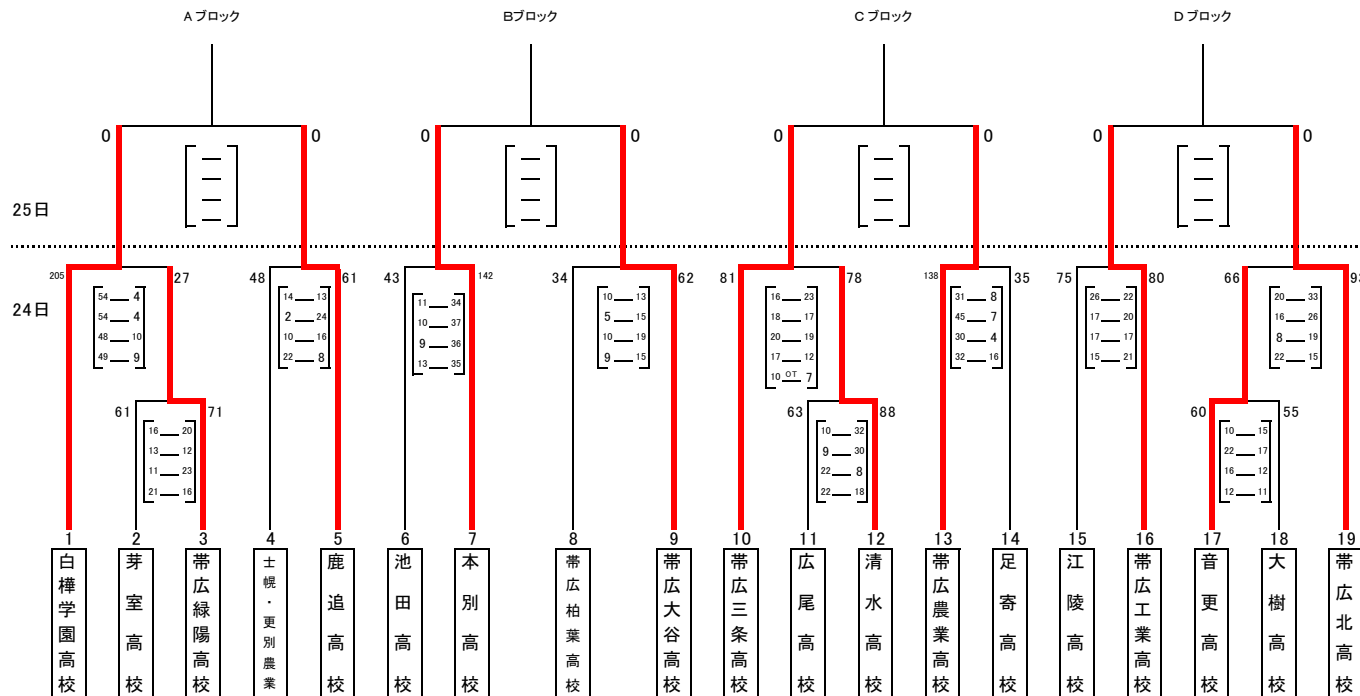 A ブロック
Bブロック
C ブロック
D ブロック
0 0 0 0 0 0 0 0
25日
205 27 48 61 43 142 34 62 81 78 138 35 75 80 66 93
24日
54 4
54 4
48 10
49 9
14 13
2 24
10 16
22 8
11 34
10 37
9 36
13 35
10 13
5 15
10 19
9 15
16 23
18 17
20 19
17 12
10 OT 7
31 8
45 7
30 4
32 16
26 22
17 20
17 17
15 21
20 33
16 26
8 19
22 15
61 71
16 20
13 12
11 23
21 16
63 88
10 32
9 30
22 8
22 18
60 55
10 15
22 17
16 12
12 11
1 2 3 4 5 6 7 8 9 10 11 12 13 14 15 16 17 18 19
白樺学園高校
芽室高校
帯広緑陽高校
士幌・更別農業
鹿追高校
池田高校
本別高校
帯広柏葉高校
帯広大谷高校
帯広三条高校
広尾高校
清水高校
帯広農業高校
足寄高校
江陵高校
帯広工業高校
音更高校
大樹高校
帯広北高校